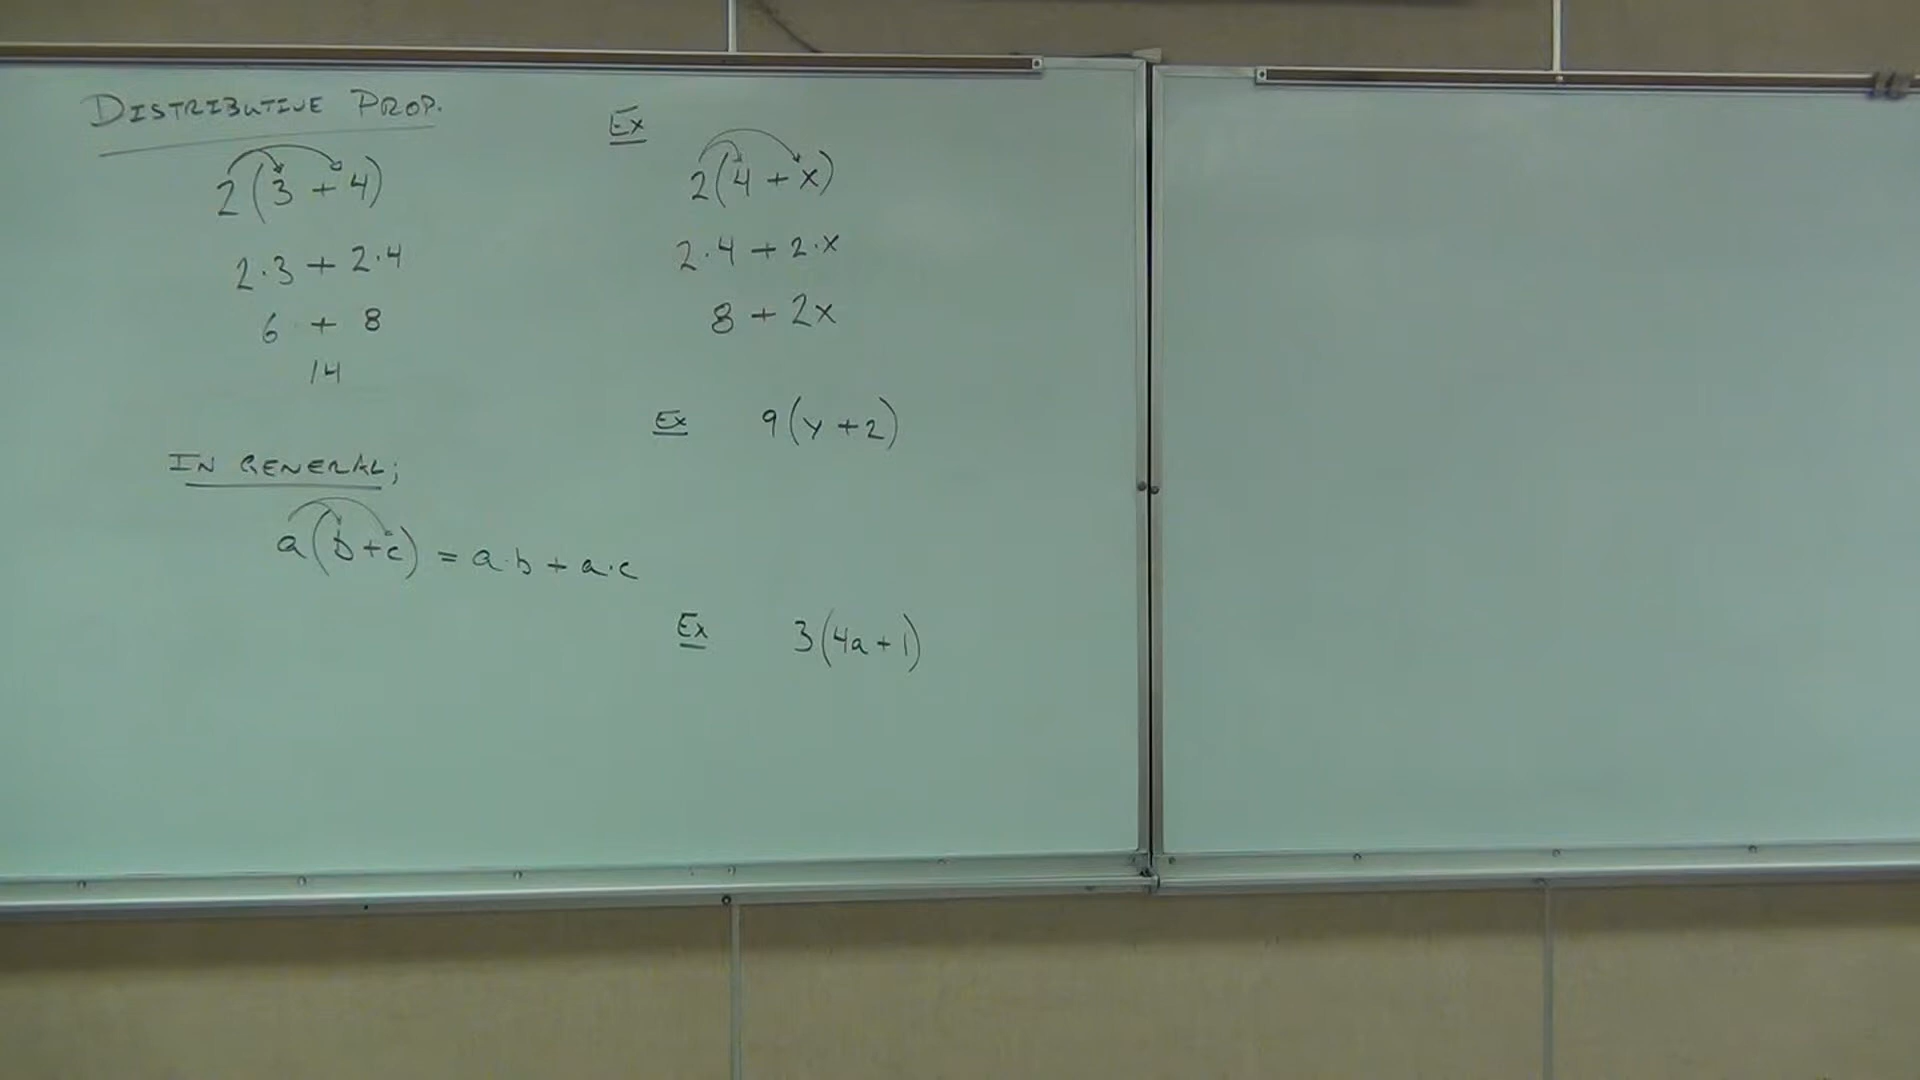 DISTRIBUTIVE PROP.
2(3 + 4)
2·3 + 2·4
6 + 8
14
IN GENERAL;
a(b+c) = a·b + a·c
Ex
2(4 + x)
2·4 + 2·x
8 + 2x
Ex 9(y + 2)
Ex 3(4a + 1)